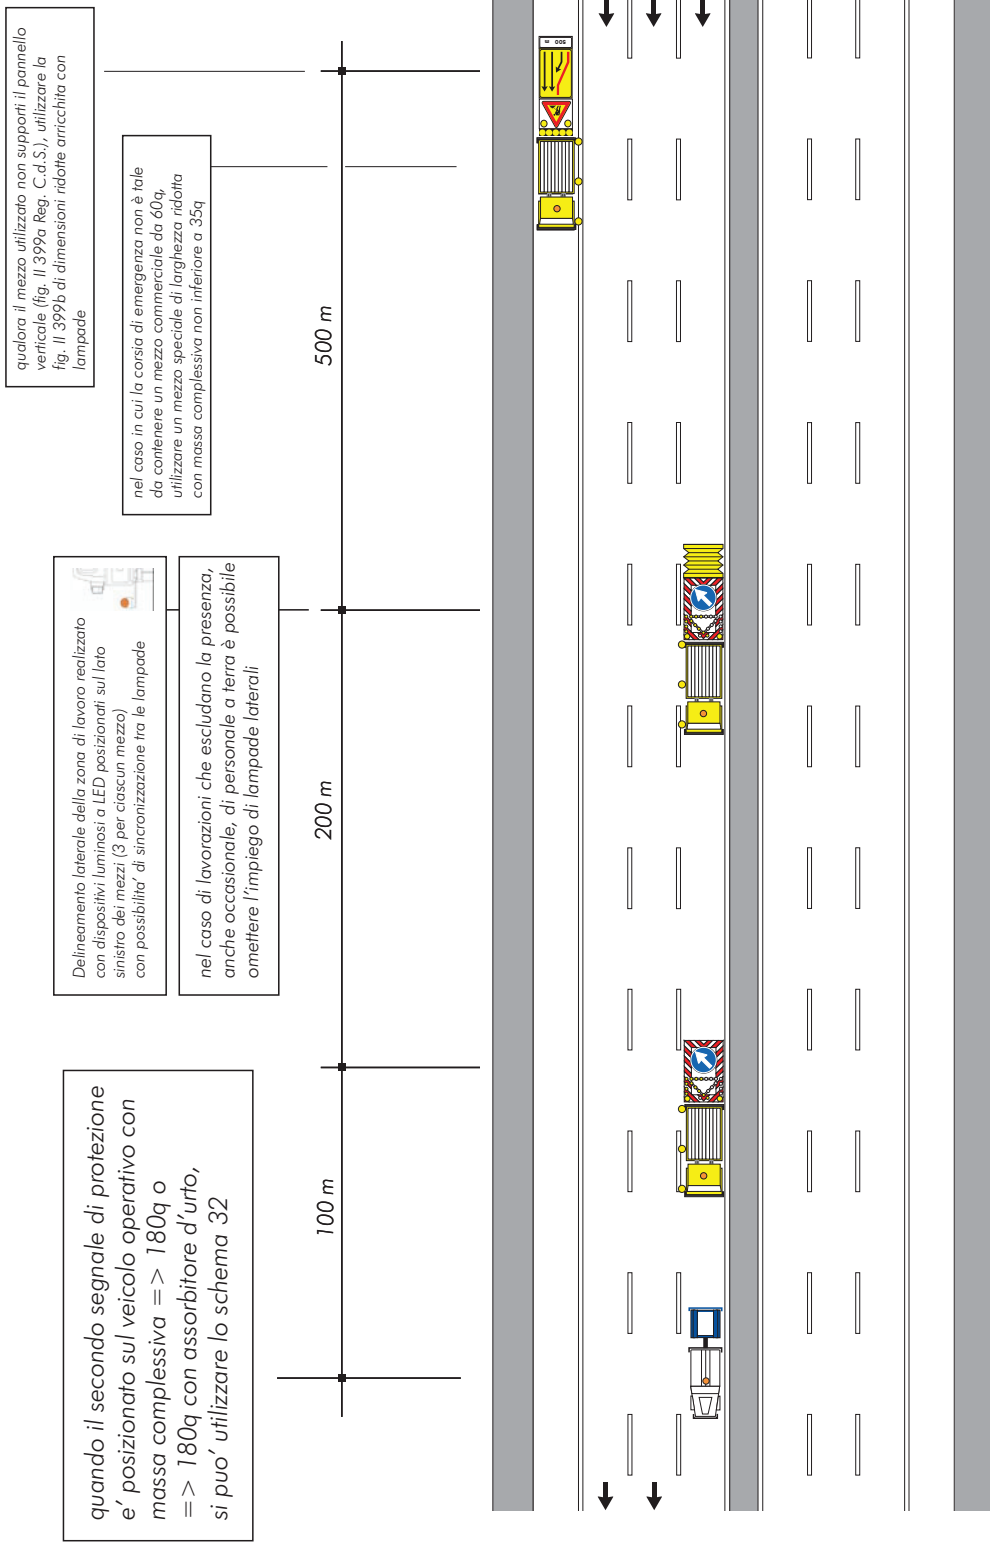 qualora il mezzo utilizzato non supporti il pannello
verticale (fig. II 399a Reg. C.d.S.), utilizzare la
fig. II 399b di dimensioni ridotte arricchita con
lampade
nel caso in cui la corsia di emergenza non è tale
da contenere un mezzo commerciale da 60q,
utilizzare un mezzo speciale di larghezza ridotta
con massa complessiva non inferiore a 35q
Delineamento laterale della zona di lavoro realizzato
con dispositivi luminosi a LED posizionati sul lato
sinistro dei mezzi (3 per ciascun mezzo)
con possibilita' di sincronizzazione tra le lampade
nel caso di lavorazioni che escludano la presenza,
anche occasionale, di personale a terra è possibile
omettere l'impiego di lampade laterali
quando il secondo segnale di protezione
e' posizionato sul veicolo operativo con
massa complessiva => 180q o
=> 180q con assorbitore d'urto,
si puo' utilizzare lo schema 32
500 m
200 m
100 m
500 m